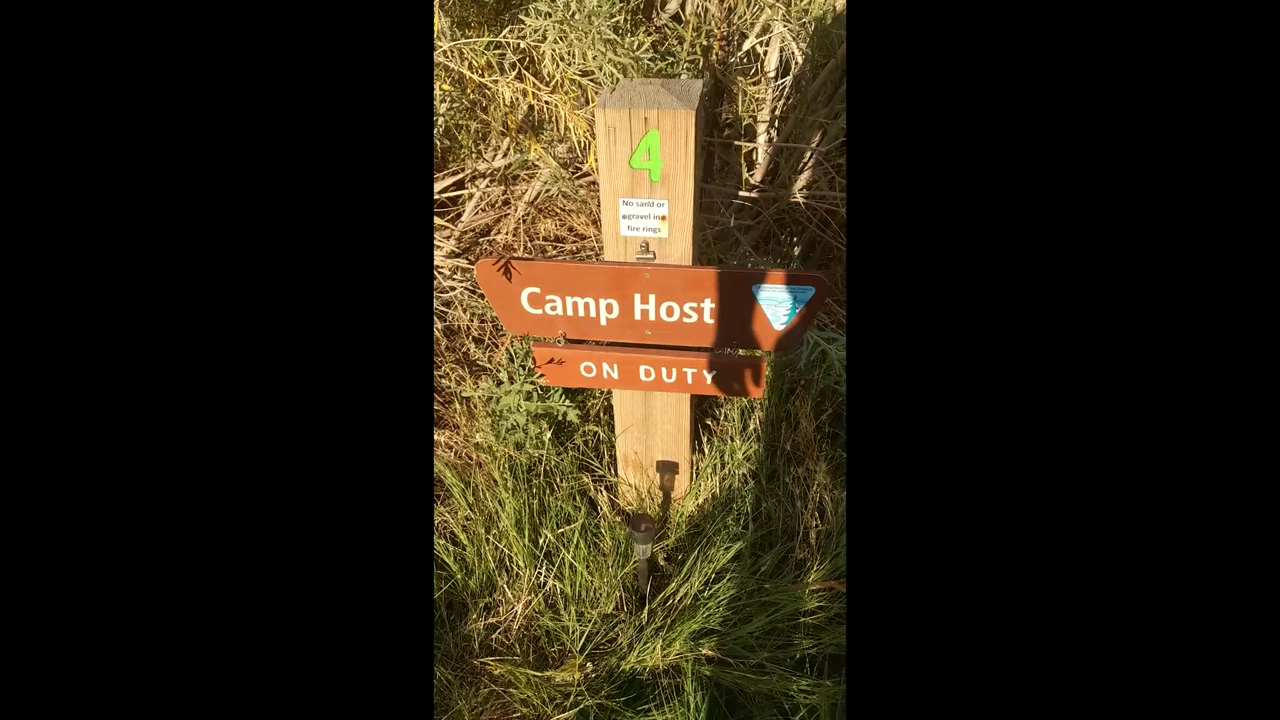 4
No sand or
gravel in
fire rings
Camp Host
ON DUTY